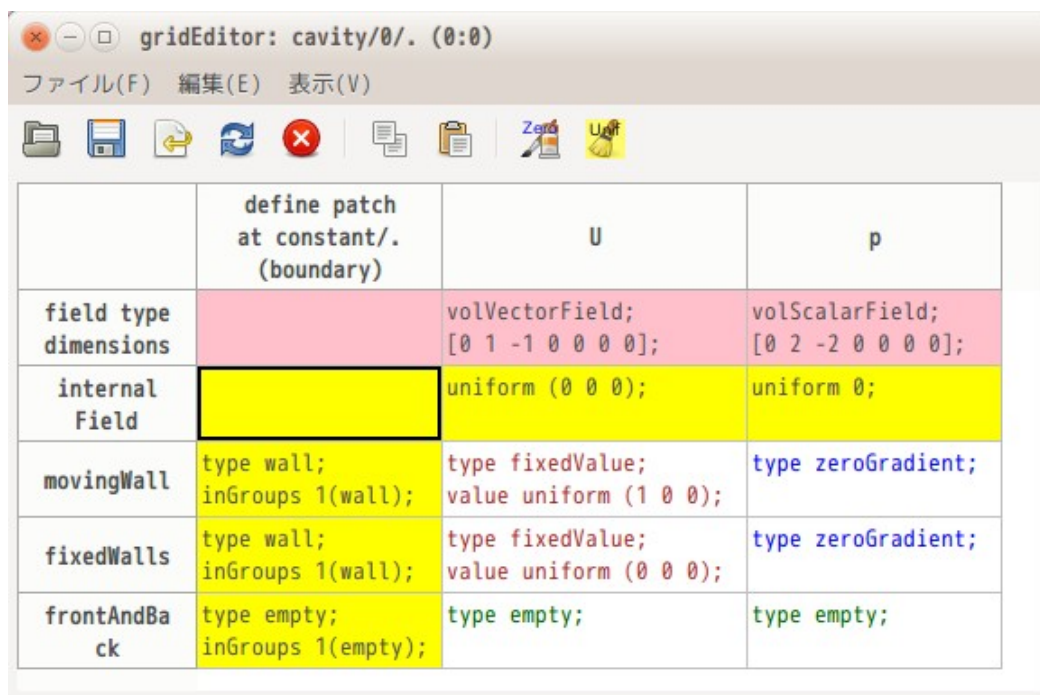 gridEditor: cavity/0/. (0:0)
ファイル(F) 編集(E) 表示(V)
Zero Unif
define patch
at constant/.
(boundary)
U
p
field type
dimensions
volVectorField;
[0 1 -1 0 0 0 0];
volScalarField;
[0 2 -2 0 0 0 0];
internal
Field
uniform (0 0 0);
uniform 0;
movingWall
type wall;
inGroups 1(wall);
type fixedValue;
value uniform (1 0 0);
type zeroGradient;
fixedWalls
type wall;
inGroups 1(wall);
type fixedValue;
value uniform (0 0 0);
type zeroGradient;
frontAndBa
ck
type empty;
inGroups 1(empty);
type empty;
type empty;